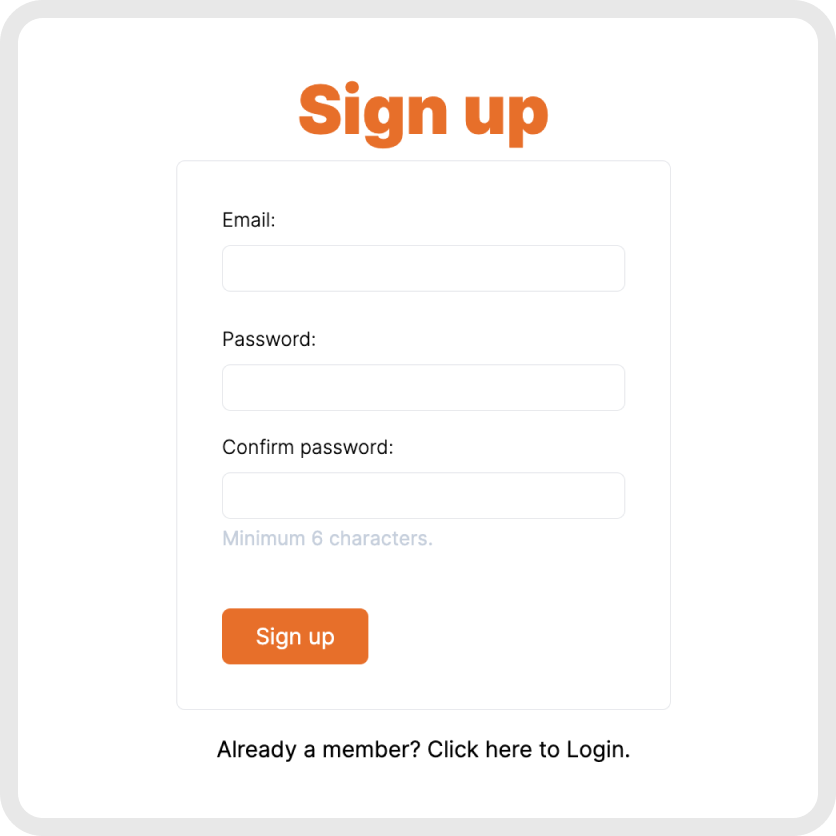 Sign up
Email:
Password:
Confirm password:
Minimum 6 characters.
Sign up
Already a member? Click here to Login.